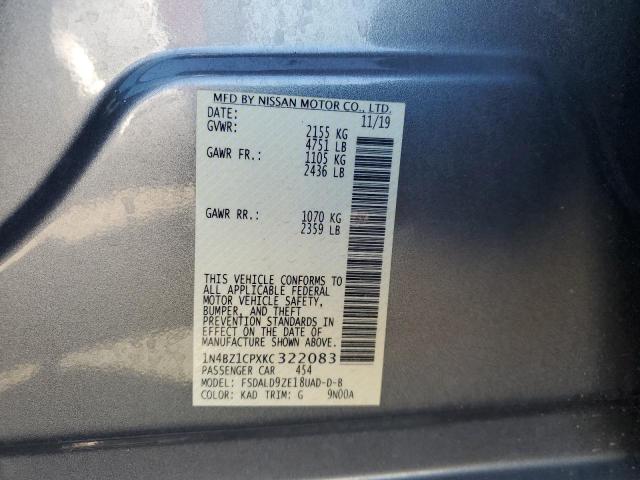 MFD BY NISSAN MOTOR CO., LTD.
DATE: 11/19
GVWR: 2155 KG
4751 LB
GAWR FR.: 1105 KG
2436 LB
GAWR RR.: 1070 KG
2359 LB
THIS VEHICLE CONFORMS TO
ALL APPLICABLE FEDERAL
MOTOR VEHICLE SAFETY,
BUMPER, AND THEFT
PREVENTION STANDARDS IN
EFFECT ON THE DATE OF
MANUFACTURE SHOWN ABOVE.
1N4BZ1CPXKC322083
PASSENGER CAR 454
MODEL: FSDALD9ZE18UAD-D-B
COLOR: KAD TRIM: G 9N00A